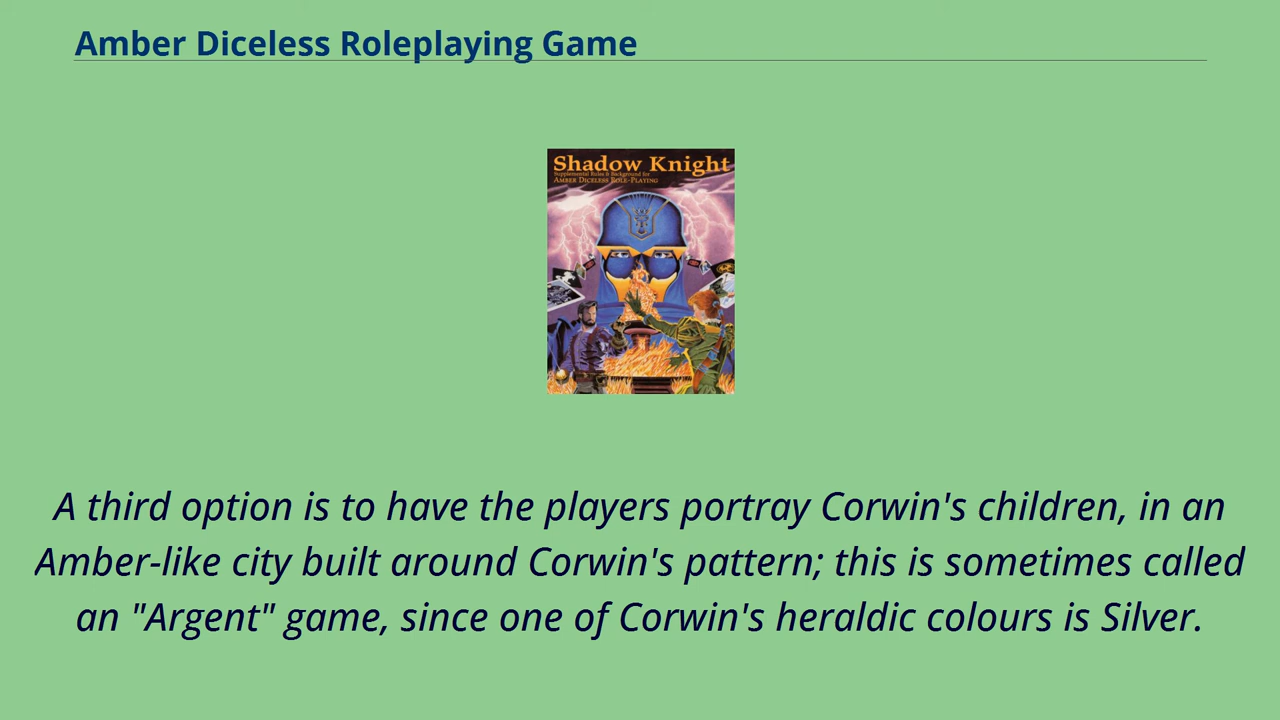 Amber Diceless Roleplaying Game
Shadow Knight
Supplemental Rules & Background for
AMBER DICELESS ROLE-PLAYING
A third option is to have the players portray Corwin's children, in an
Amber-like city built around Corwin's pattern; this is sometimes called
an "Argent" game, since one of Corwin's heraldic colours is Silver.